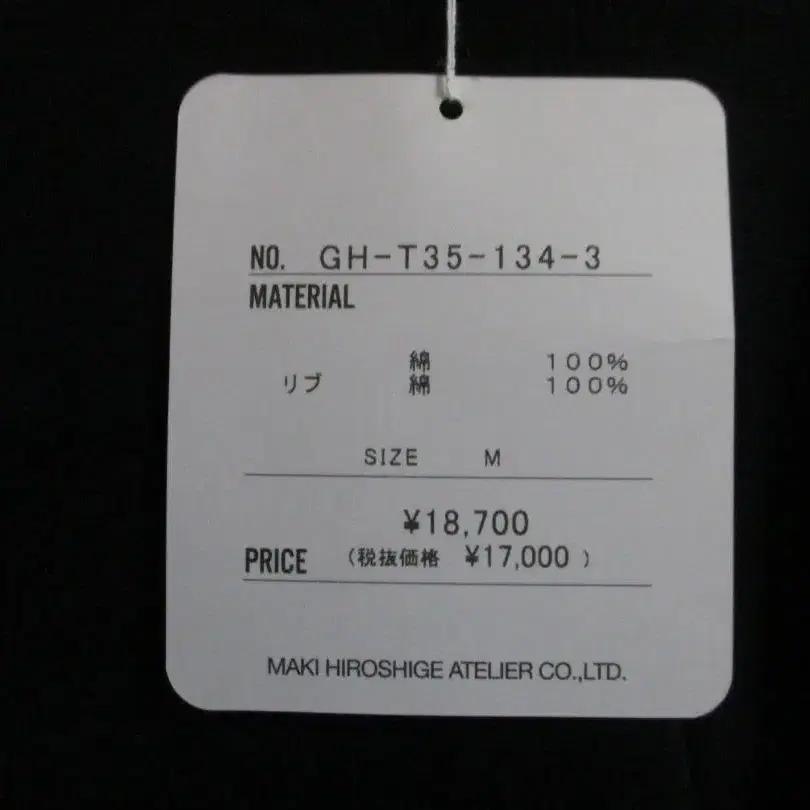 NO. GH-T35-134-3
MATERIAL
綿 100%
リブ 綿 100%
SIZE M
¥18,700
PRICE (税抜価格 ¥17,000 )
MAKI HIROSHIGE ATELIER CO.,LTD.